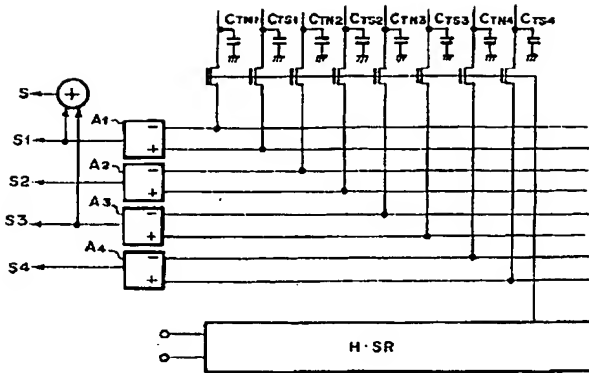 CTN1 CTS1 CTN2 CTS2 CTN3 CTS3 CTN4 CTS4
S
+
A1
S1
−
+
A2
S2
−
+
A3
S3
−
+
A4
S4
−
+
H·SR